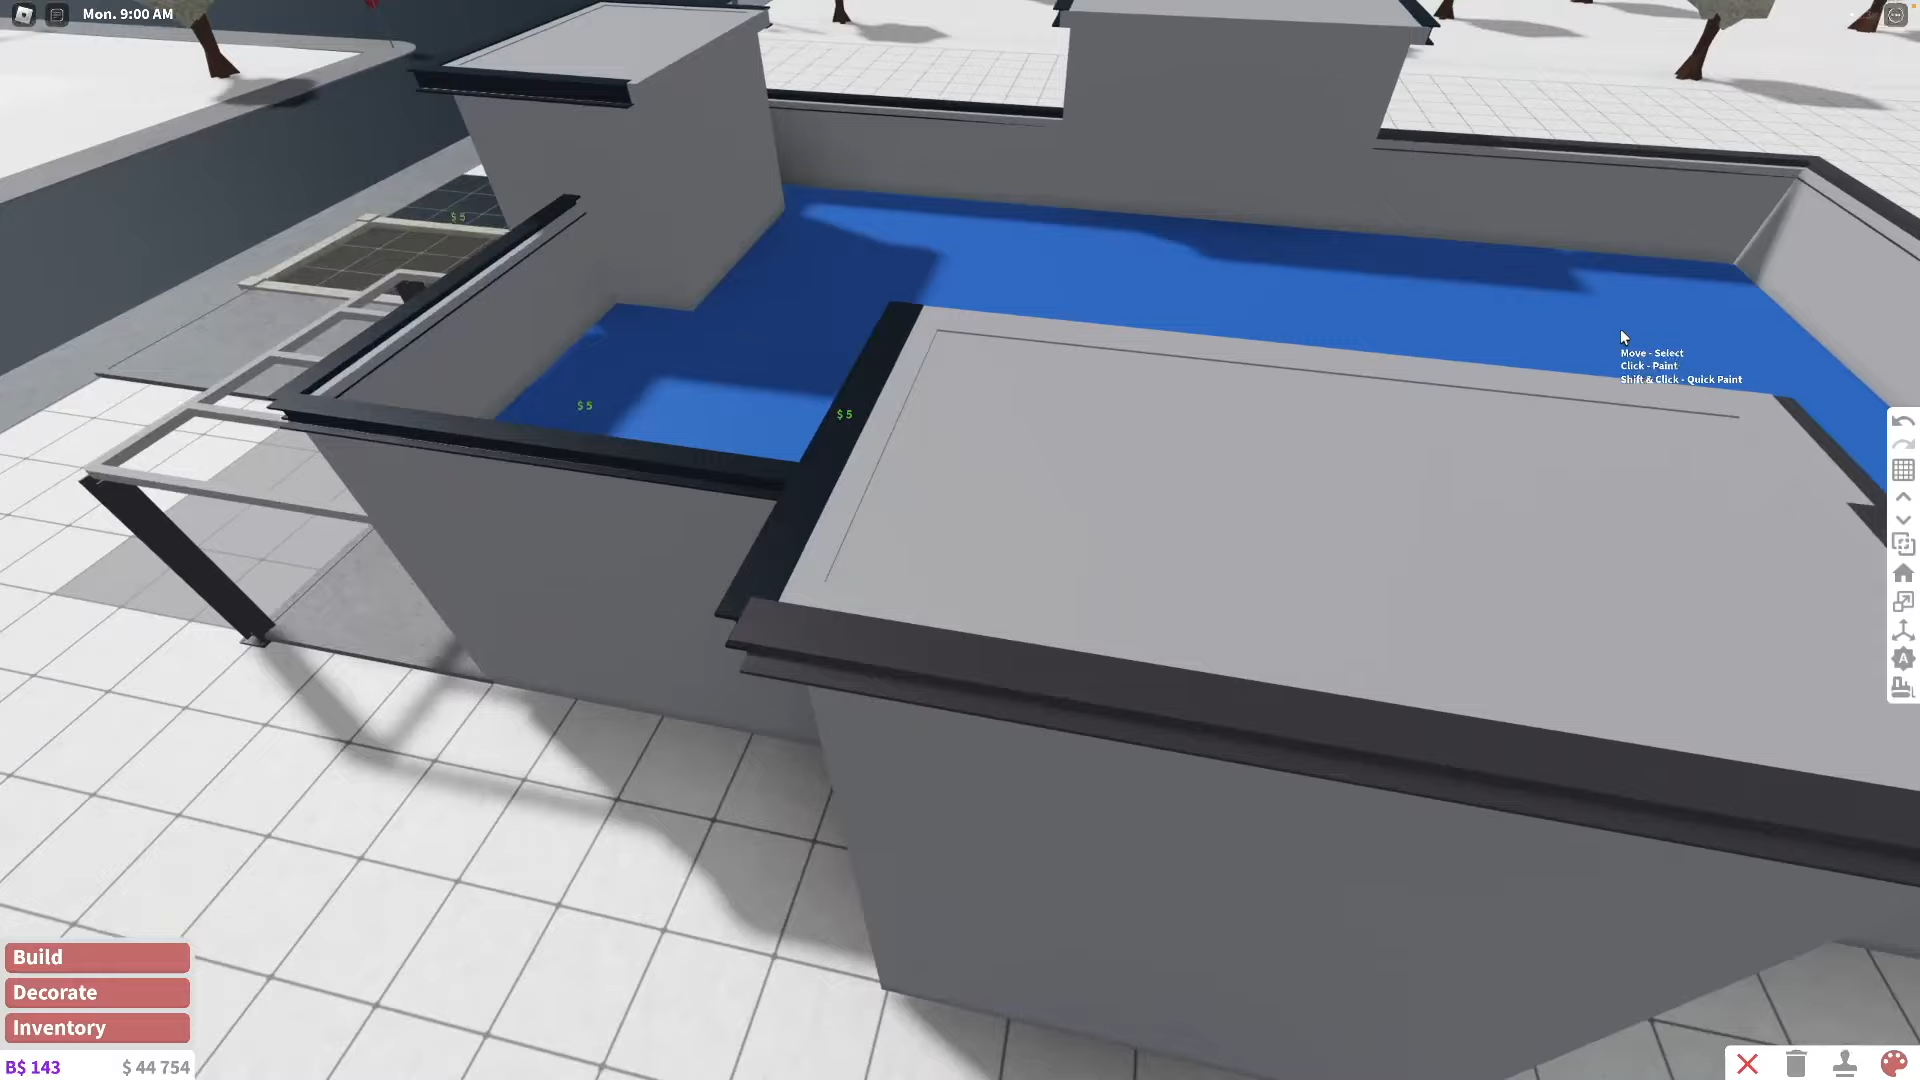 Mon. 9:00 AM
$ 5
$ 5
$ 5
Move - Select
Click - Paint
Shift & Click - Quick Paint
A
Build
Decorate
Inventory
B$ 143
$ 44 754